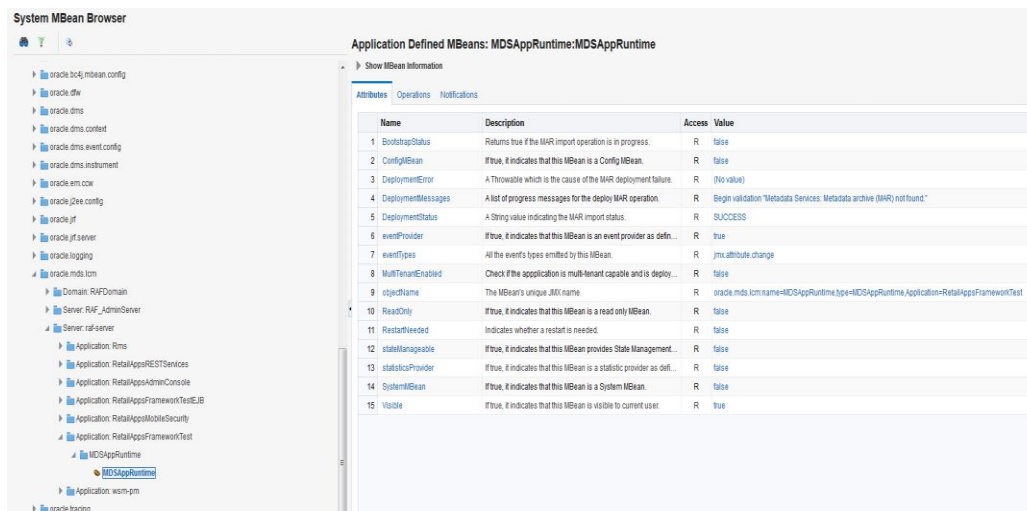 System MBean Browser
oracle.bc4j.mbean.config
oracle.dfw
oracle.dms
oracle.dms.context
oracle.dms.event.config
oracle.dms.instrument
oracle.em.ccw
oracle.j2ee.config
oracle.jrf
oracle.jrf.server
oracle.logging
oracle.mds.lcm
Domain: RAFDomain
Server: RAF_AdminServer
Server: raf-server
Application: Rms
Application: RetailAppsRESTServices
Application: RetailAppsAdminConsole
Application: RetailAppsFrameworkTestEJB
Application: RetailAppsMobileSecurity
Application: RetailAppsFrameworkTest
MDSAppRuntime
MDSAppRuntime
Application: wsm-pm
oracle.tracing
Application Defined MBeans: MDSAppRuntime:MDSAppRuntime
Show MBean Information
Attributes Operations Notifications
Name Description Access Value
1 BootstrapStatus Returns true if the MAR import operation is in progress. R false
2 ConfigMBean If true, it indicates that this MBean is a Config MBean. R false
3 DeploymentError A Throwable which is the cause of the MAR deployment failure. R (No value)
4 DeploymentMessages A list of progress messages for the deploy MAR operation. R Begin validation "Metadata Services: Metadata archive (MAR) not found."
5 DeploymentStatus A String value indicating the MAR import status. R SUCCESS
6 eventProvider If true, it indicates that this MBean is an event provider as defin... R true
7 eventTypes All the event's types emitted by this MBean. R jmx.attribute.change
8 MultiTenantEnabled Check if the appplication is multi-tenant capable and is deploy... R false
9 objectName The MBean's unique JMX name R oracle.mds.lcm:name=MDSAppRuntime,type=MDSAppRuntime,Application=RetailAppsFrameworkTest
10 ReadOnly If true, it indicates that this MBean is a read only MBean. R false
11 RestartNeeded Indicates whether a restart is needed. R false
12 stateManageable If true, it indicates that this MBean provides State Management... R false
13 statisticsProvider If true, it indicates that this MBean is a statistic provider as defi... R false
14 SystemMBean If true, it indicates that this MBean is a System MBean. R false
15 Visible If true, it indicates that this MBean is visible to current user. R true